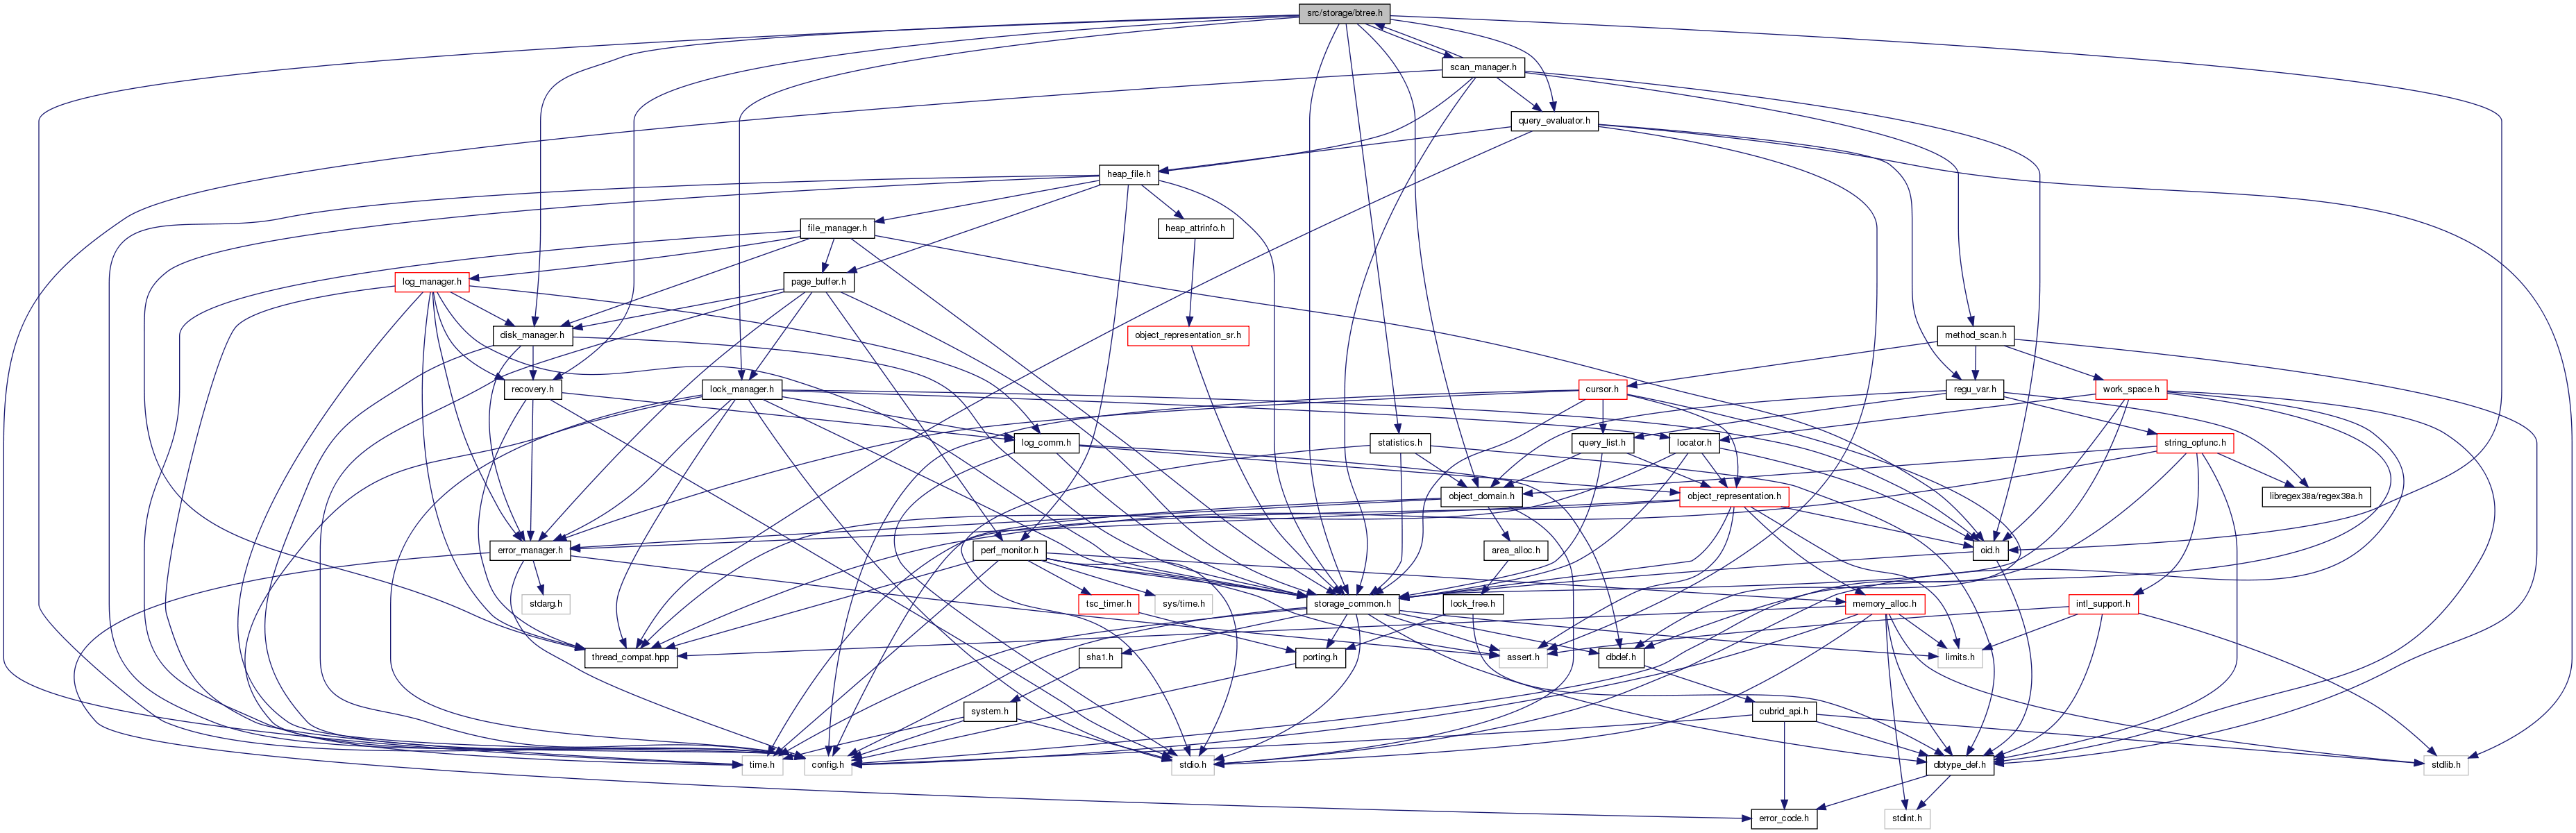 src/storage/btree.h
scan_manager.h
query_evaluator.h
heap_file.h
file_manager.h
heap_attrinfo.h
log_manager.h
page_buffer.h
disk_manager.h
object_representation_sr.h
method_scan.h
recovery.h
lock_manager.h
cursor.h
regu_var.h
work_space.h
log_comm.h
statistics.h
query_list.h
locator.h
string_opfunc.h
object_domain.h
object_representation.h
libregex38a/regex38a.h
error_manager.h
perf_monitor.h
area_alloc.h
oid.h
stdarg.h
tsc_timer.h
sys/time.h
storage_common.h
lock_free.h
memory_alloc.h
intl_support.h
thread_compat.hpp
sha1.h
porting.h
assert.h
dbdef.h
limits.h
system.h
cubrid_api.h
time.h
config.h
stdio.h
dbtype_def.h
stdlib.h
error_code.h
stdint.h